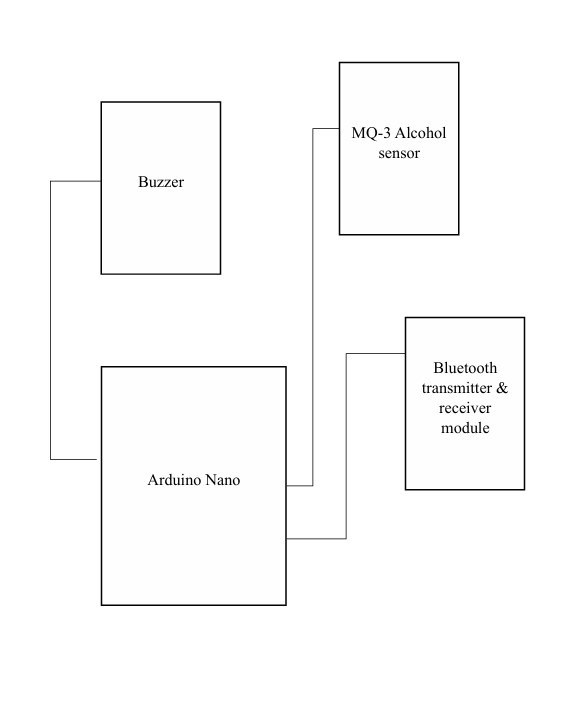 MQ-3 Alcohol
sensor
Buzzer
Bluetooth
transmitter &
receiver
module
Arduino Nano